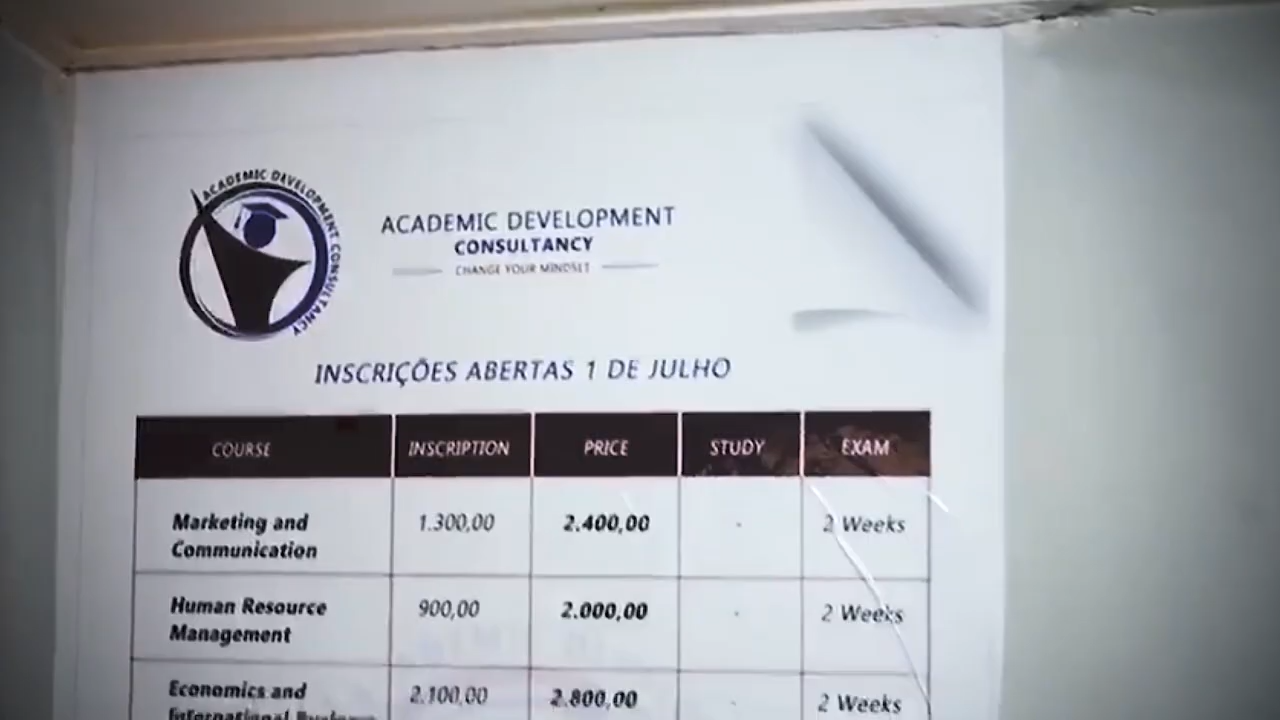 ACADEMIC DEVELOPMENT CONSULTANCY
ACADEMIC DEVELOPMENT
CONSULTANCY
CHANGE YOUR MINDSET
INSCRIÇÕES ABERTAS 1 DE JULHO
COURSE INSCRIPTION PRICE STUDY EXAM
Marketing and
Communication
1.300,00 2.400,00 - 2 Weeks
Human Resource
Management
900,00 2.000,00 - 2 Weeks
Economics and
International
2.100,00 2.800,00 - 2 Weeks